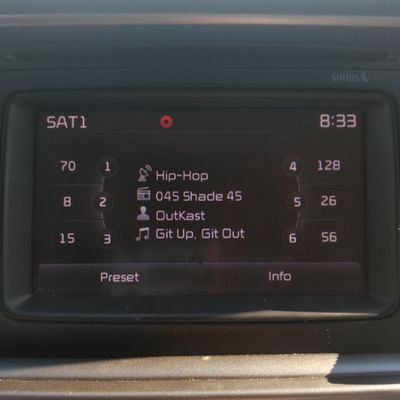 SIRIUS
SAT1 8:33
70 1 Hip-Hop 4 128
8 2 045 Shade 45 5 26
OutKast
15 3 Git Up, Git Out 6 56
Preset Info